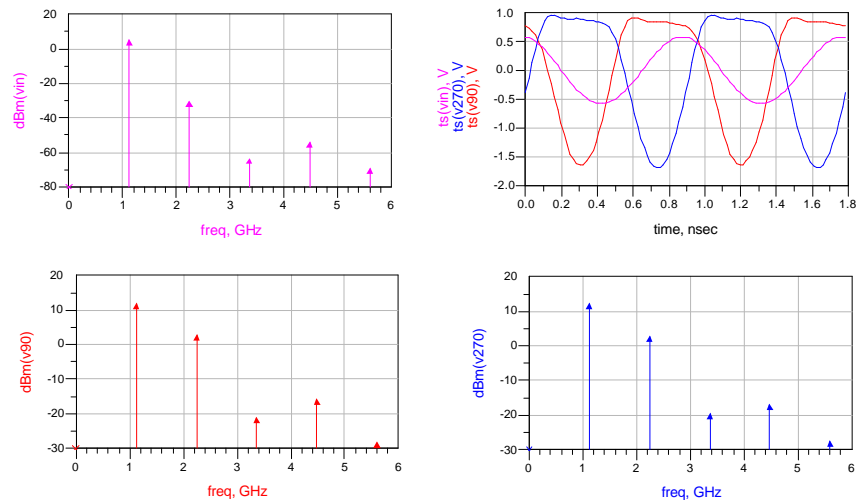 20
0
-20
-40
-60
-80
dBm(vin)
0 1 2 3 4 5 6
freq, GHz
1.0
0.5
0.0
-0.5
-1.0
-1.5
-2.0
ts(vin), V
ts(v270), V
ts(v90), V
0.0 0.2 0.4 0.6 0.8 1.0 1.2 1.4 1.6 1.8
time, nsec
20
10
0
-10
-20
-30
dBm(v90)
0 1 2 3 4 5 6
freq, GHz
20
10
0
-10
-20
-30
dBm(v270)
0 1 2 3 4 5 6
freq, GHz